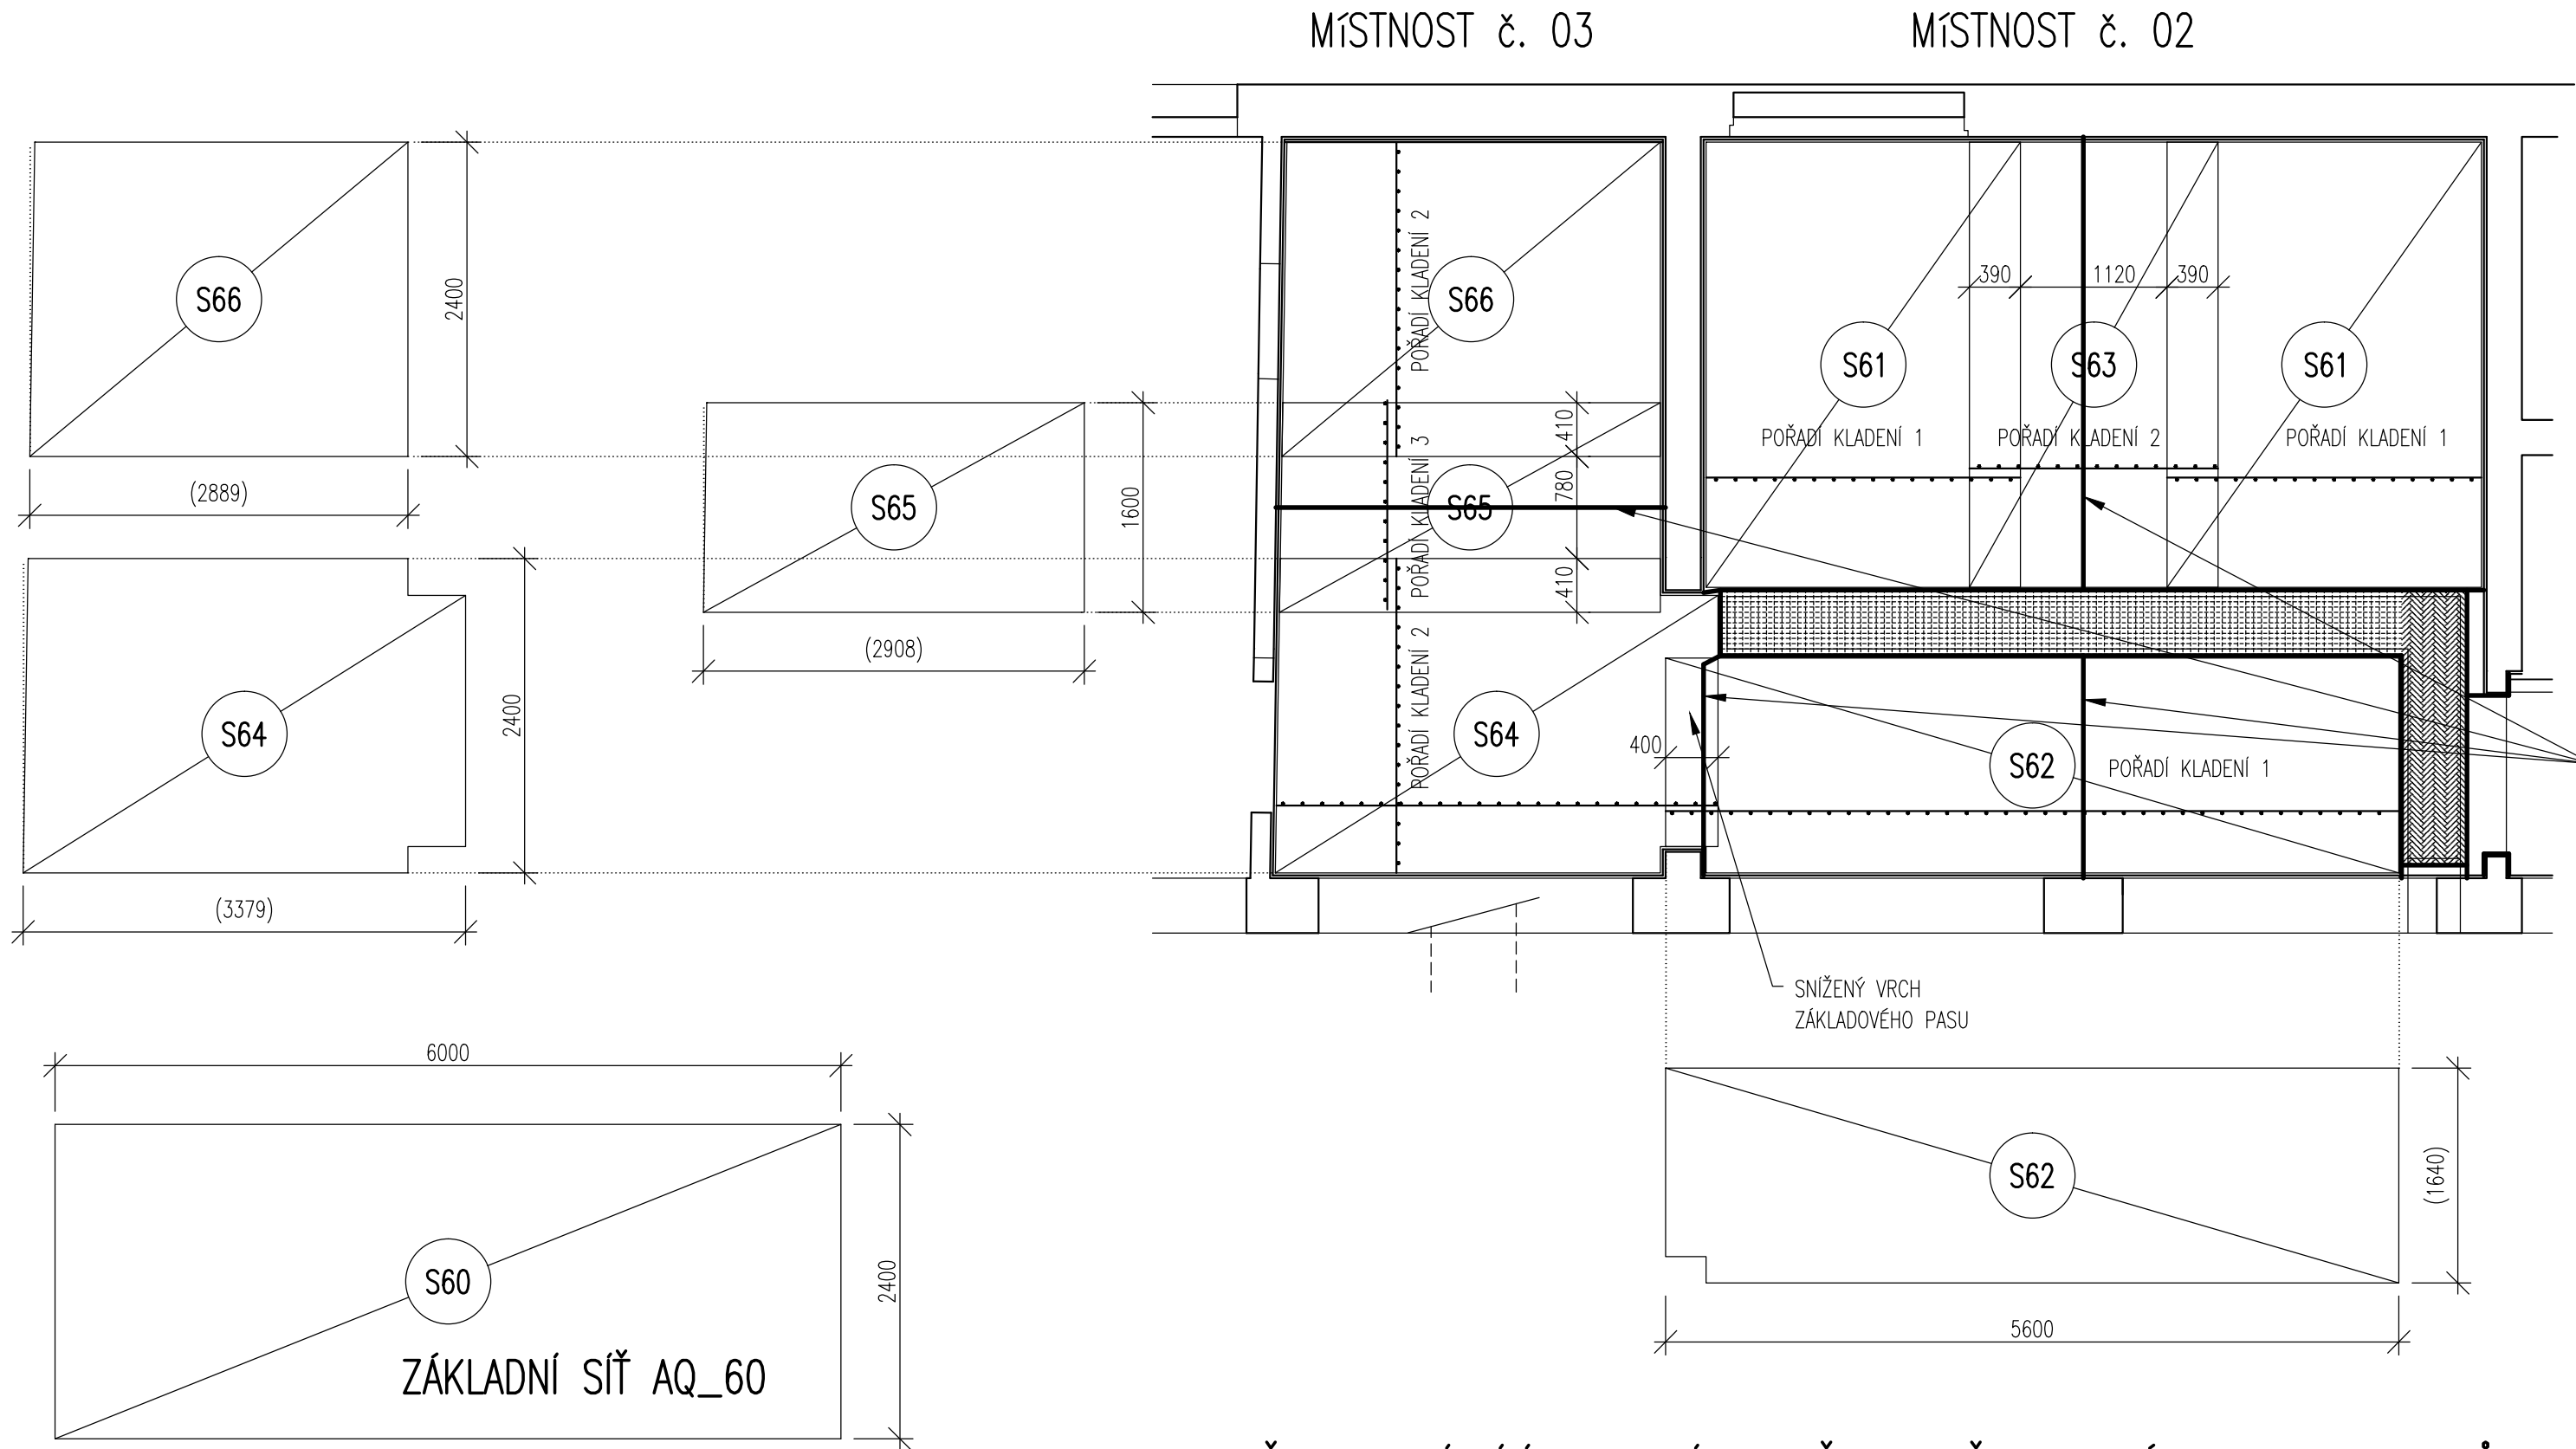 MíSTNOST č. 03
MíSTNOST č. 02
S66
2400
(2889)
S65
1600
(2908)
S64
2400
(3379)
POŘADÍ KLADENÍ 2
S66
POŘADÍ KLADENÍ 3
S65
410
780
410
POŘADÍ KLADENÍ 2
S64
400
390
1120
390
S61
S63
S61
POŘADÍ KLADENÍ 1
POŘADÍ KLADENÍ 2
POŘADÍ KLADENÍ 1
S62
POŘADÍ KLADENÍ 1
SNÍŽENÝ VRCH
ZÁKLADOVÉHO PASU
6000
S60
2400
ZÁKLADNÍ SÍŤ AQ_60
S62
(1640)
5600